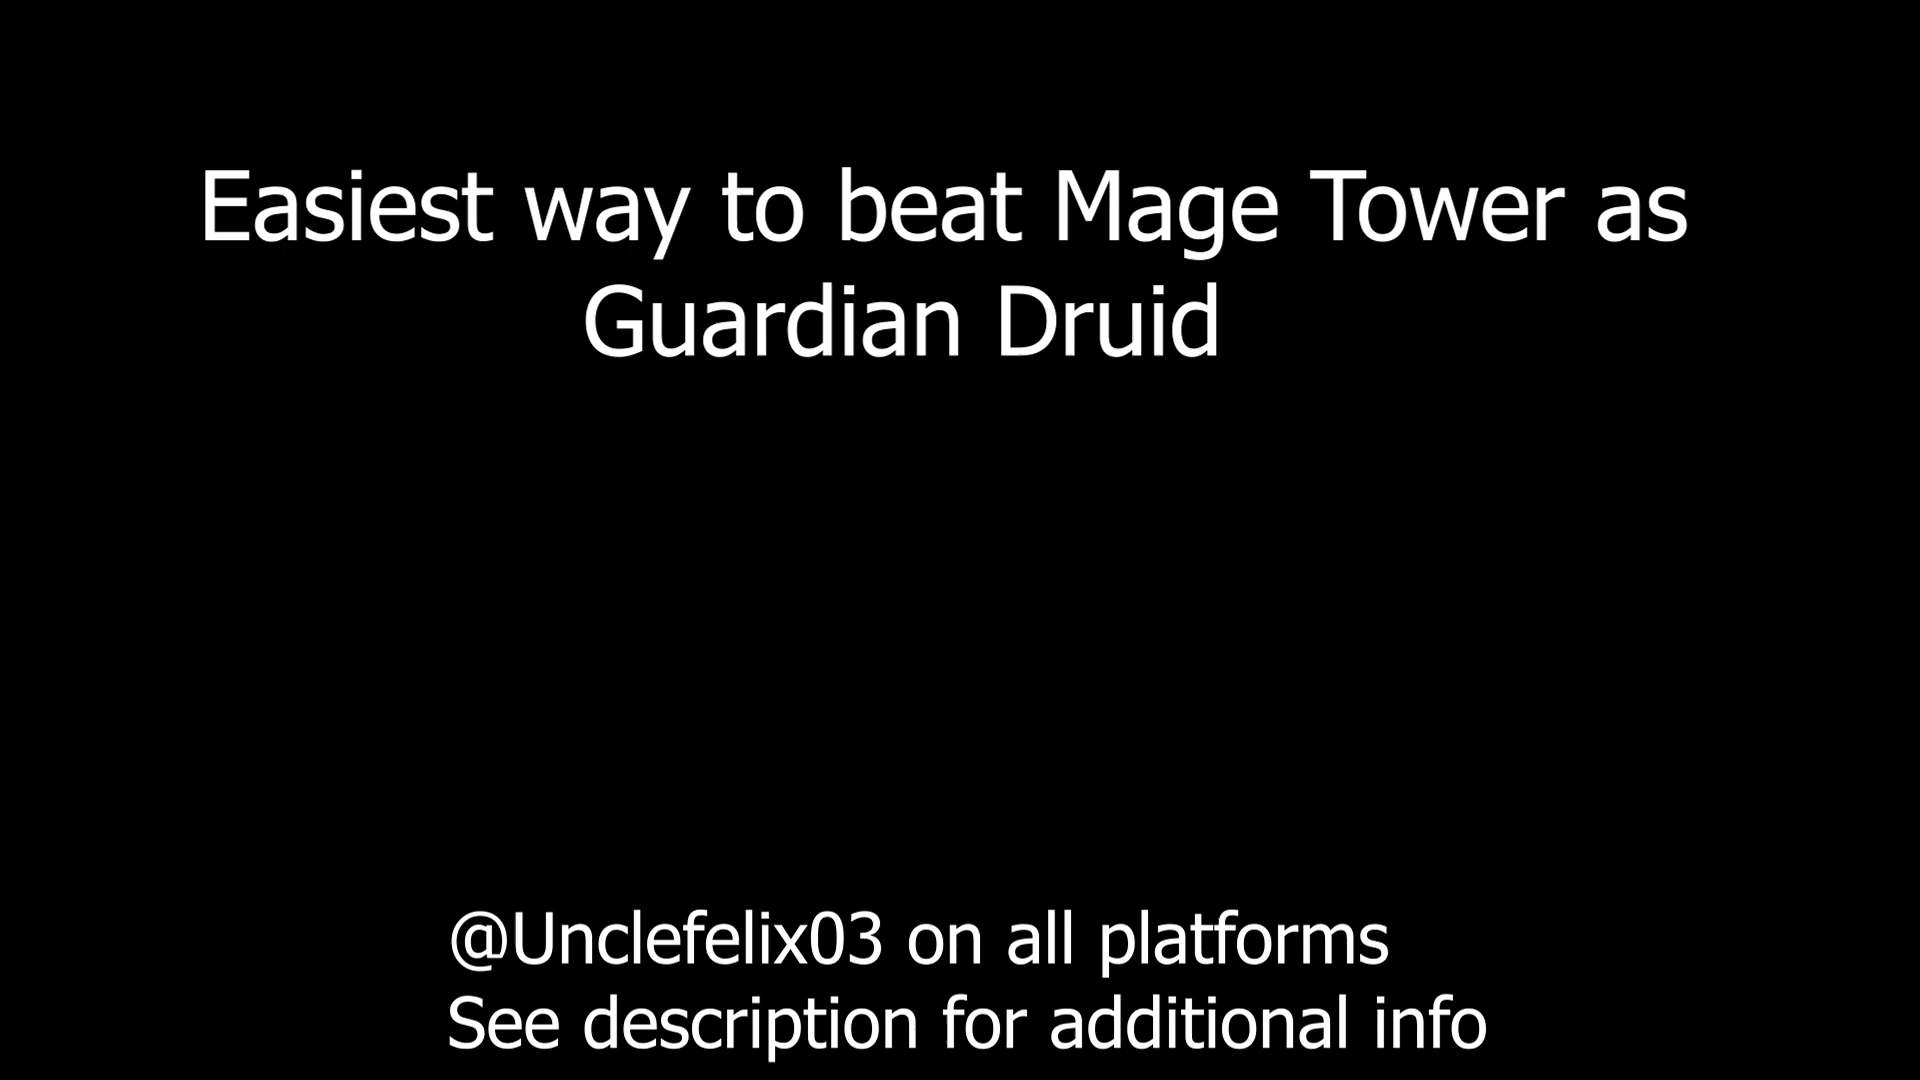 Easiest way to beat Mage Tower as
Guardian Druid
@Unclefelix03 on all platforms
See description for additional info